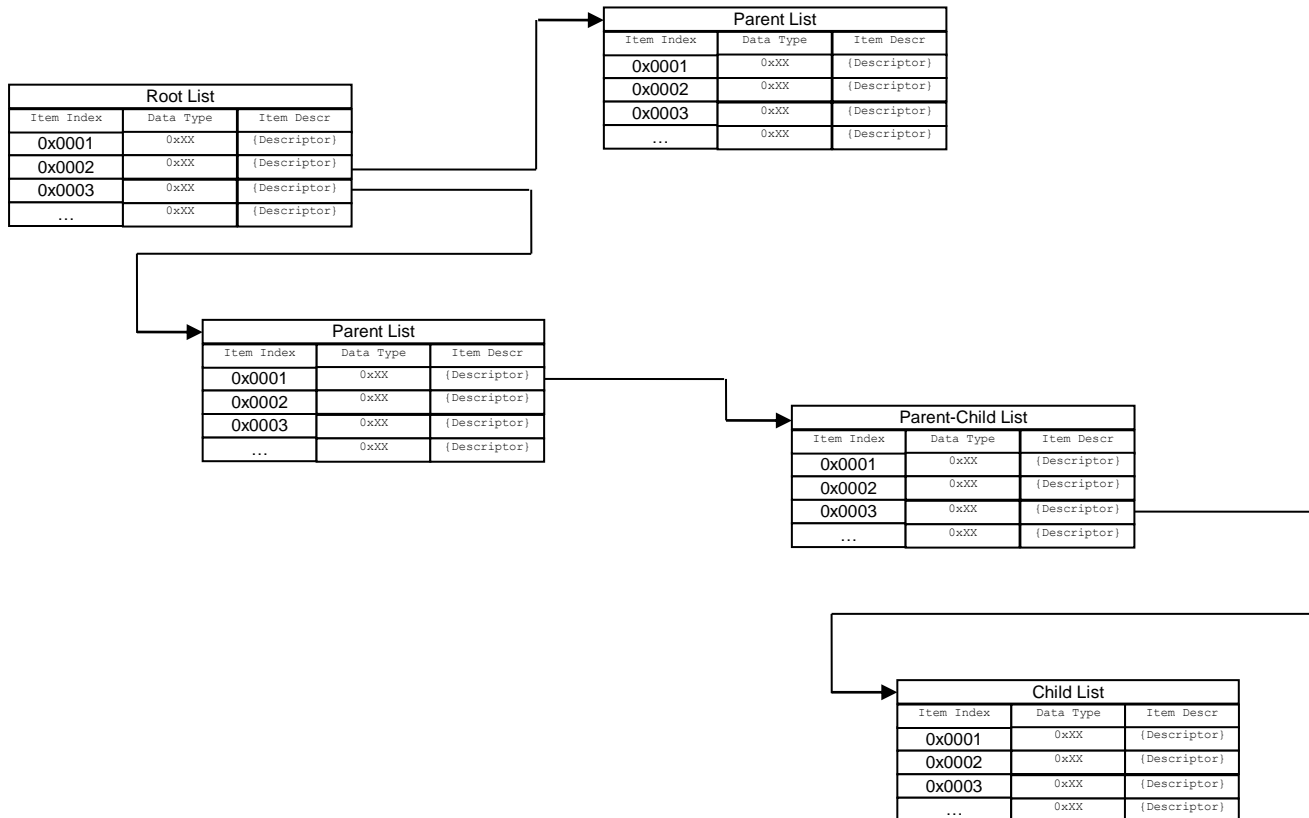 Parent List
Item Index Data Type Item Descr
0x0001 0xXX {Descriptor}
0x0002 0xXX {Descriptor}
0x0003 0xXX {Descriptor}
... 0xXX {Descriptor}
Root List
Item Index Data Type Item Descr
0x0001 0xXX {Descriptor}
0x0002 0xXX {Descriptor}
0x0003 0xXX {Descriptor}
... 0xXX {Descriptor}
Parent List
Item Index Data Type Item Descr
0x0001 0xXX {Descriptor}
0x0002 0xXX {Descriptor}
0x0003 0xXX {Descriptor}
... 0xXX {Descriptor}
Parent-Child List
Item Index Data Type Item Descr
0x0001 0xXX {Descriptor}
0x0002 0xXX {Descriptor}
0x0003 0xXX {Descriptor}
... 0xXX {Descriptor}
Child List
Item Index Data Type Item Descr
0x0001 0xXX {Descriptor}
0x0002 0xXX {Descriptor}
0x0003 0xXX {Descriptor}
... 0xXX {Descriptor}